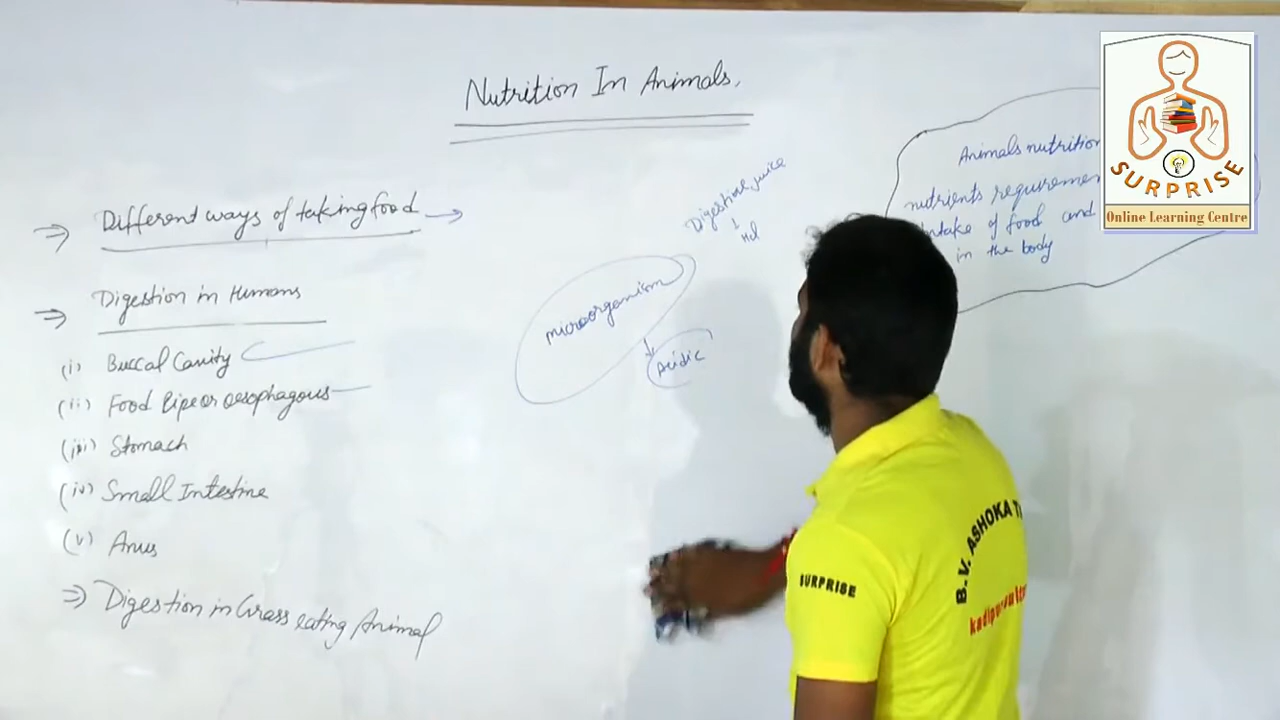 Nutrition In Animals.
⇒ Different ways of taking food →
⇒ Digestion in Humans
(i) Buccal Cavity
(ii) Food Pipe or oesophagous
(iii) Stomach
(iv) Small Intestine
(v) Anus
⇒ Digestion in Grass eating Animal
Digestive juice
↓
Hcl
microorganism
↓
Acidic
Animals nutrition
nutrients requiremen
intake of food and
in the body
SURPRISE
Online Learning Centre
SURPRISE
B.V. ASHOKA T